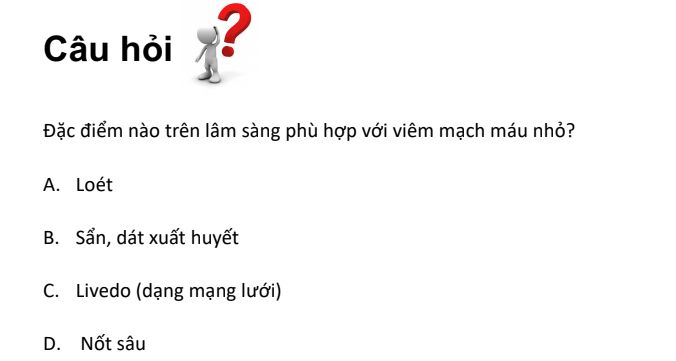 Câu hỏi
Đặc điểm nào trên lâm sàng phù hợp với viêm mạch máu nhỏ?
A. Loét
B. Sẩn, dát xuất huyết
C. Livedo (dạng mạng lưới)
D. Nốt sâu